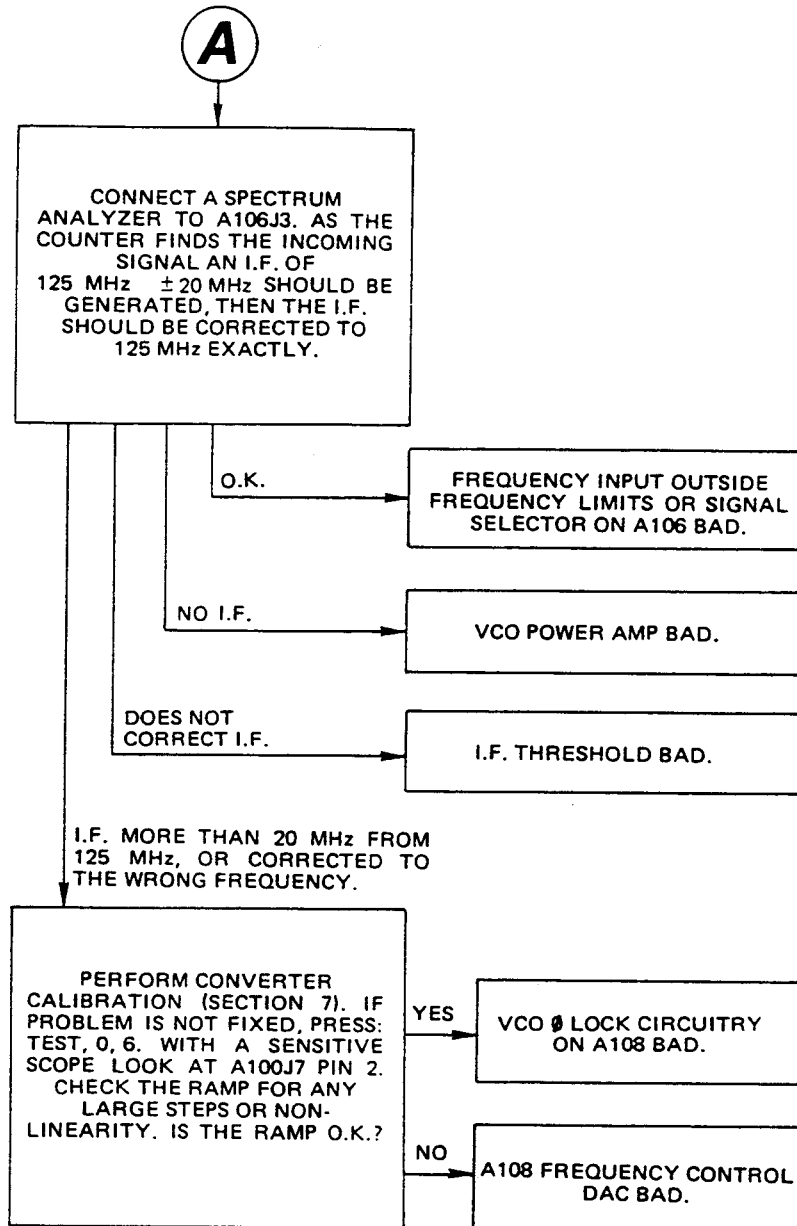 A
CONNECT A SPECTRUM
ANALYZER TO A106J3. AS THE
COUNTER FINDS THE INCOMING
SIGNAL AN I.F. OF
125 MHz ±20 MHz SHOULD BE
GENERATED, THEN THE I.F.
SHOULD BE CORRECTED TO
125 MHz EXACTLY.
O.K.
FREQUENCY INPUT OUTSIDE
FREQUENCY LIMITS OR SIGNAL
SELECTOR ON A106 BAD.
NO I.F.
VCO POWER AMP BAD.
DOES NOT
CORRECT I.F.
I.F. THRESHOLD BAD.
I.F. MORE THAN 20 MHz FROM
125 MHz, OR CORRECTED TO
THE WRONG FREQUENCY.
PERFORM CONVERTER
CALIBRATION (SECTION 7). IF
PROBLEM IS NOT FIXED, PRESS:
TEST, 0, 6. WITH A SENSITIVE
SCOPE LOOK AT A100J7 PIN 2.
CHECK THE RAMP FOR ANY
LARGE STEPS OR NON-
LINEARITY. IS THE RAMP O.K.?
YES
VCO Ø LOCK CIRCUITRY
ON A108 BAD.
NO
A108 FREQUENCY CONTROL
DAC BAD.